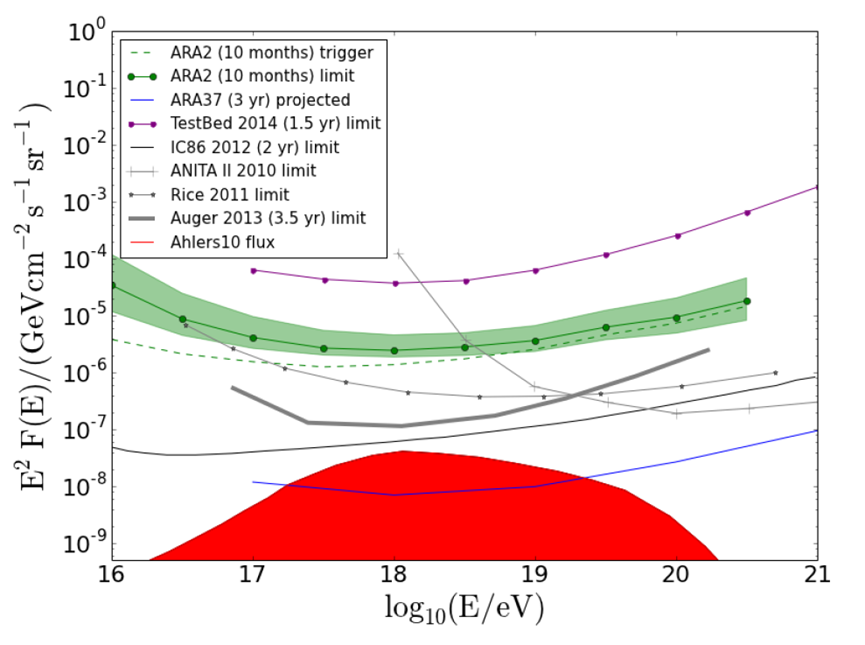 10^0
10^-1
10^-2
10^-3
10^-4
10^-5
10^-6
10^-7
10^-8
10^-9
E^2 F(E)/(GeVcm^-2 s^-1 sr^-1)
ARA2 (10 months) trigger
ARA2 (10 months) limit
ARA37 (3 yr) projected
TestBed 2014 (1.5 yr) limit
IC86 2012 (2 yr) limit
ANITA II 2010 limit
Rice 2011 limit
Auger 2013 (3.5 yr) limit
Ahlers10 flux
16 17 18 19 20 21
log_10(E/eV)